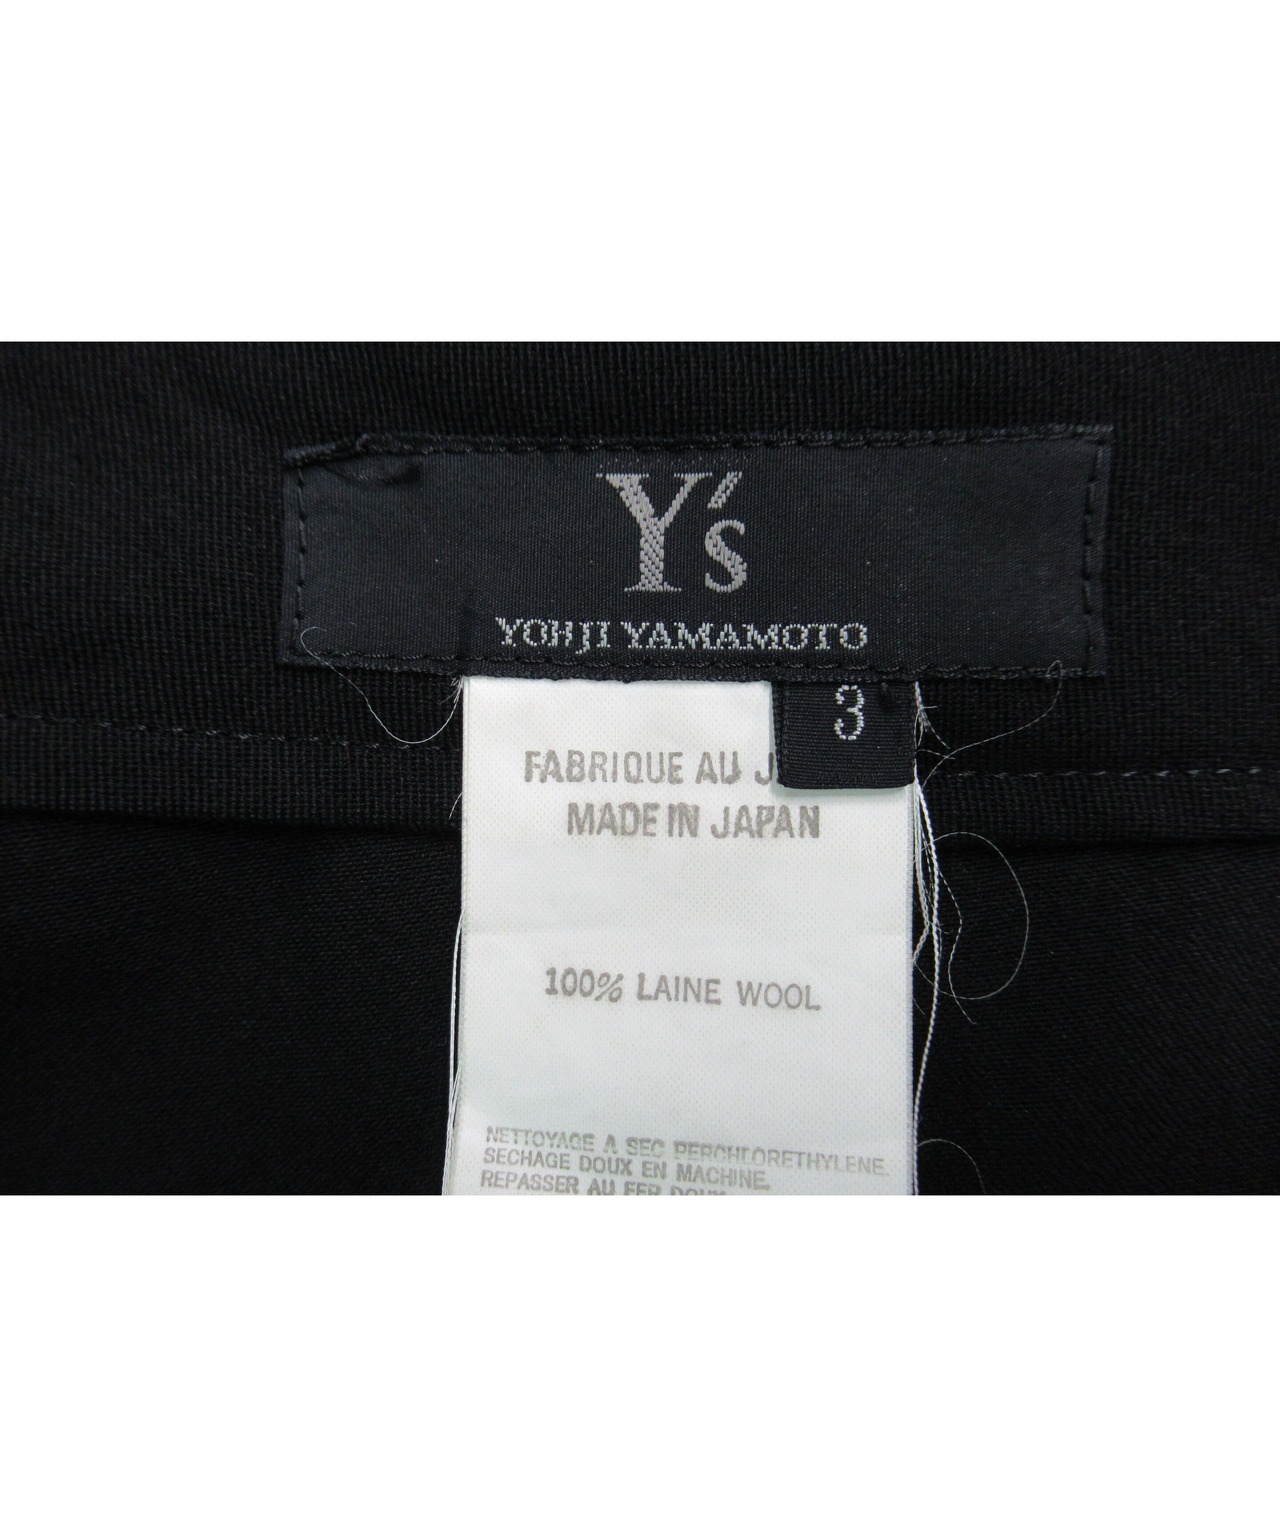 Y's
YOHJI YAMAMOTO
3
FABRIQUE AU J
MADE IN JAPAN
100% LAINE WOOL
NETTOYAGE A SEC PERCHLORETHYLENE.
SECHAGE DOUX EN MACHINE.
REPASSER AU FER DOUX